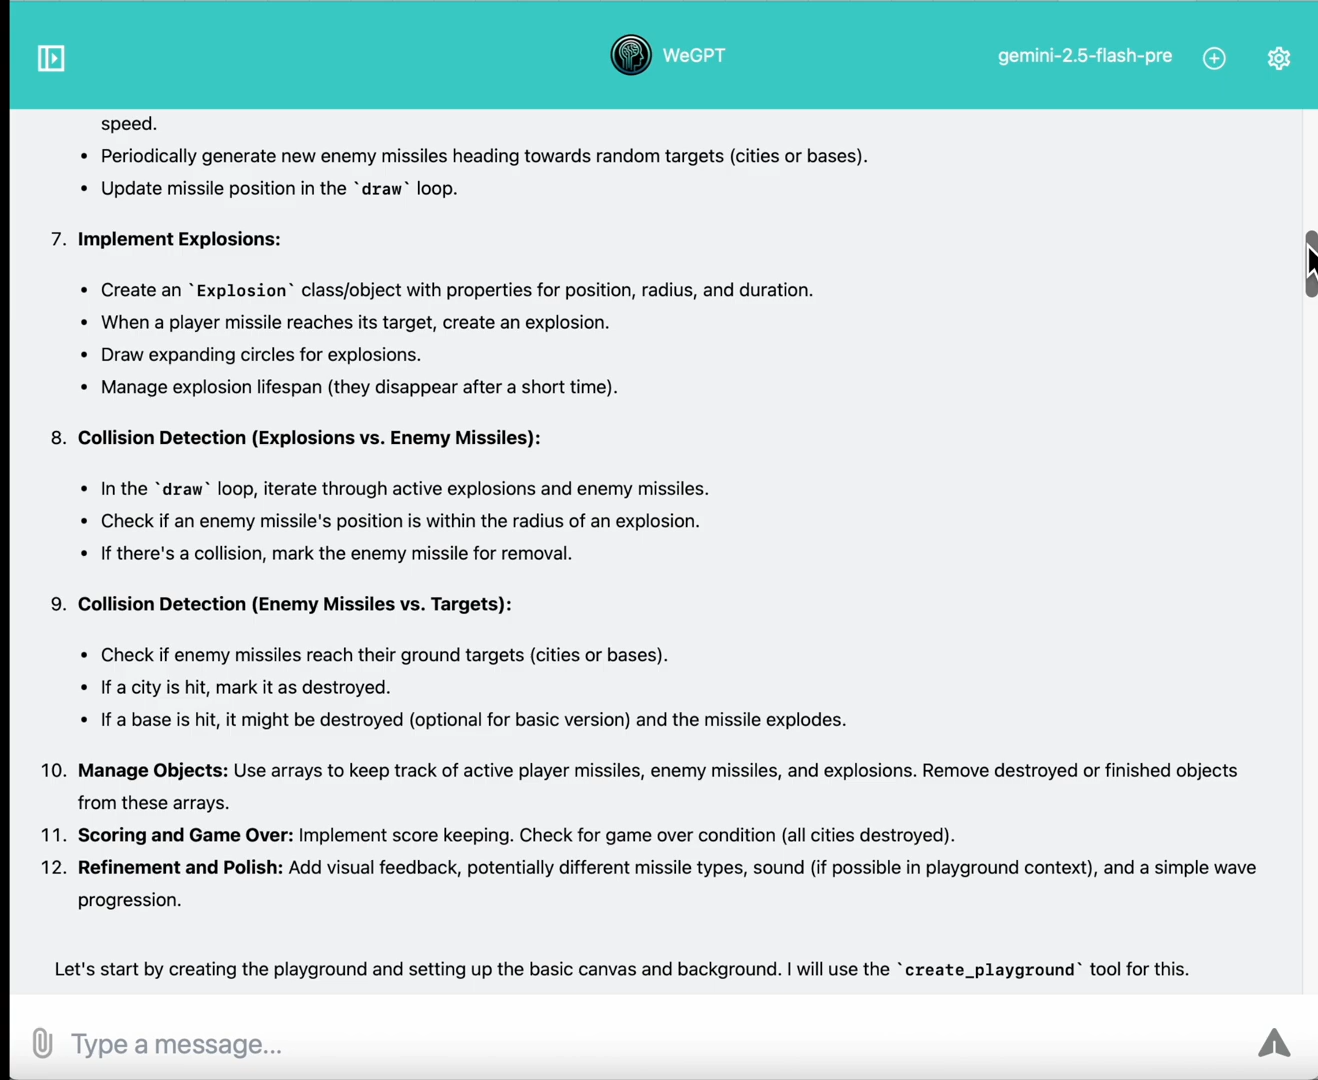 WeGPT
gemini-2.5-flash-pre
speed.
• Periodically generate new enemy missiles heading towards random targets (cities or bases).
• Update missile position in the `draw` loop.
7. Implement Explosions:
• Create an `Explosion` class/object with properties for position, radius, and duration.
• When a player missile reaches its target, create an explosion.
• Draw expanding circles for explosions.
• Manage explosion lifespan (they disappear after a short time).
8. Collision Detection (Explosions vs. Enemy Missiles):
• In the `draw` loop, iterate through active explosions and enemy missiles.
• Check if an enemy missile's position is within the radius of an explosion.
• If there's a collision, mark the enemy missile for removal.
9. Collision Detection (Enemy Missiles vs. Targets):
• Check if enemy missiles reach their ground targets (cities or bases).
• If a city is hit, mark it as destroyed.
• If a base is hit, it might be destroyed (optional for basic version) and the missile explodes.
10. Manage Objects: Use arrays to keep track of active player missiles, enemy missiles, and explosions. Remove destroyed or finished objects
from these arrays.
11. Scoring and Game Over: Implement score keeping. Check for game over condition (all cities destroyed).
12. Refinement and Polish: Add visual feedback, potentially different missile types, sound (if possible in playground context), and a simple wave
progression.
Let's start by creating the playground and setting up the basic canvas and background. I will use the `create_playground` tool for this.
Type a message...